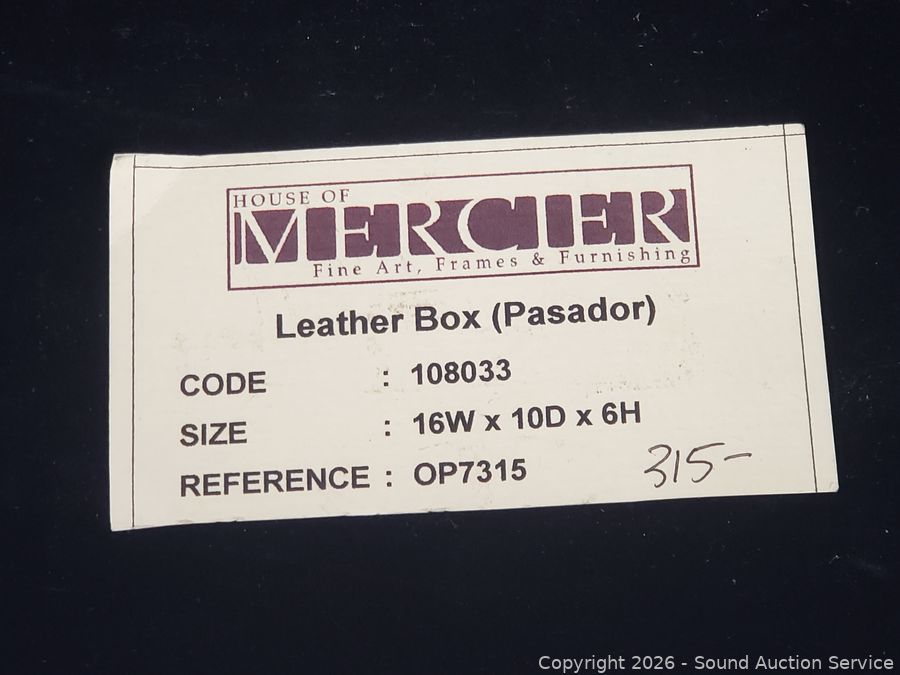 HOUSE OF
MERCIER
Fine Art, Frames & Furnishing
Leather Box (Pasador)
CODE : 108033
SIZE : 16W x 10D x 6H
REFERENCE : OP7315
315-
Copyright 2026 - Sound Auction Service